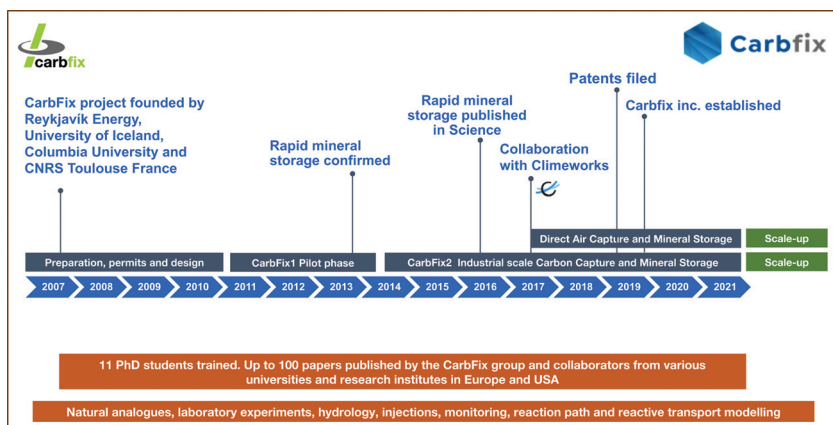 carbfix
Carbfix
CarbFix project founded by
Reykjavík Energy,
University of Iceland,
Columbia University and
CNRS Toulouse France
Rapid mineral
storage confirmed
Rapid mineral
storage published
in Science
Collaboration
with Climeworks
Patents filed
Carbfix inc. established
Direct Air Capture and Mineral Storage
Scale-up
Preparation, permits and design
CarbFix1 Pilot phase
CarbFix2 Industrial scale Carbon Capture and Mineral Storage
Scale-up
2007 2008 2009 2010 2011 2012 2013 2014 2015 2016 2017 2018 2019 2020 2021
11 PhD students trained. Up to 100 papers published by the CarbFix group and collaborators from various
universities and research institutes in Europe and USA
Natural analogues, laboratory experiments, hydrology, injections, monitoring, reaction path and reactive transport modelling